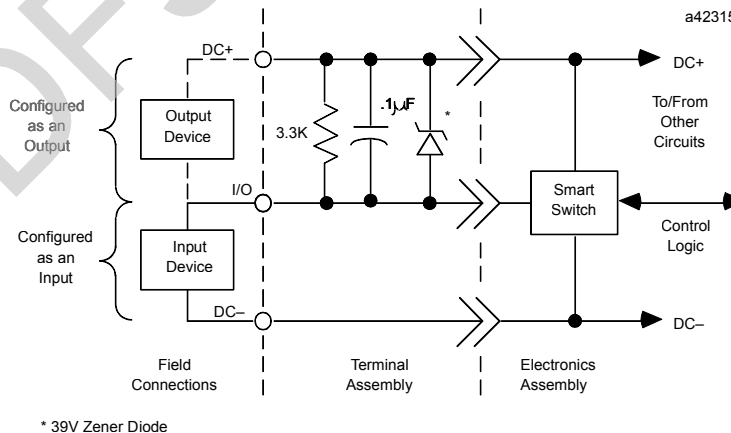 a42315
DC+
DC+
Configured
as an
Output
Output
Device
3.3K
.1μF
*
To/From
Other
Circuits
I/O
Smart
Switch
Configured
as an
Input
Input
Device
Control
Logic
DC–
DC–
Field
Connections
Terminal
Assembly
Electronics
Assembly
* 39V Zener Diode